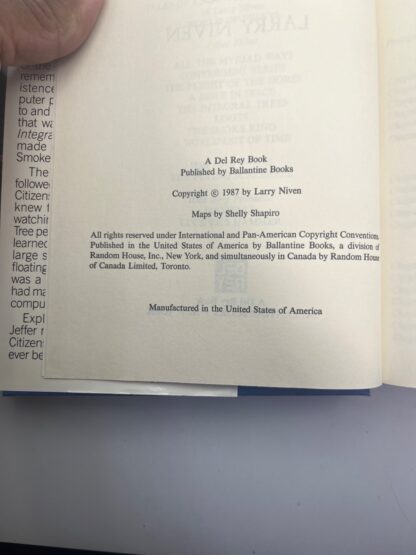 remem
istence
puter p
to and
that wa
Integra
made
Smoke
The
followe
Citizen
knew f
watchin
Tree pe
learned
large s
floating
was a
had ma
compu
Expl
Jeffer r
Citizen
ever be
LARRY NIVEN
A Del Rey Book
Published by Ballantine Books
Copyright © 1987 by Larry Niven
Maps by Shelly Shapiro
All rights reserved under International and Pan-American Copyright Convention
Published in the United States of America by Ballantine Books, a division of
Random House, Inc., New York, and simultaneously in Canada by Random House
of Canada Limited, Toronto.
Manufactured in the United States of America